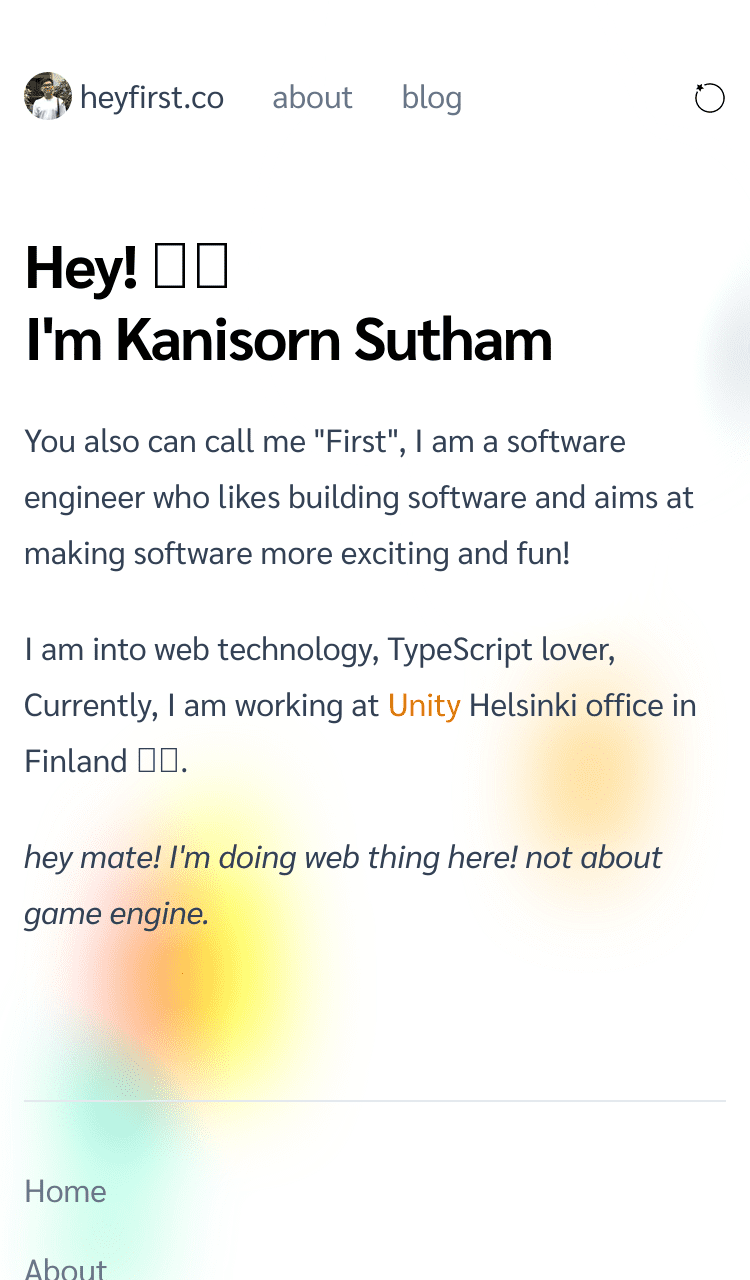 heyfirst.co about blog
Hey! 
I'm Kanisorn Sutham
You also can call me "First", I am a software
engineer who likes building software and aims at
making software more exciting and fun!
I am into web technology, TypeScript lover,
Currently, I am working at Unity Helsinki office in
Finland .
hey mate! I'm doing web thing here! not about
game engine.
Home
About